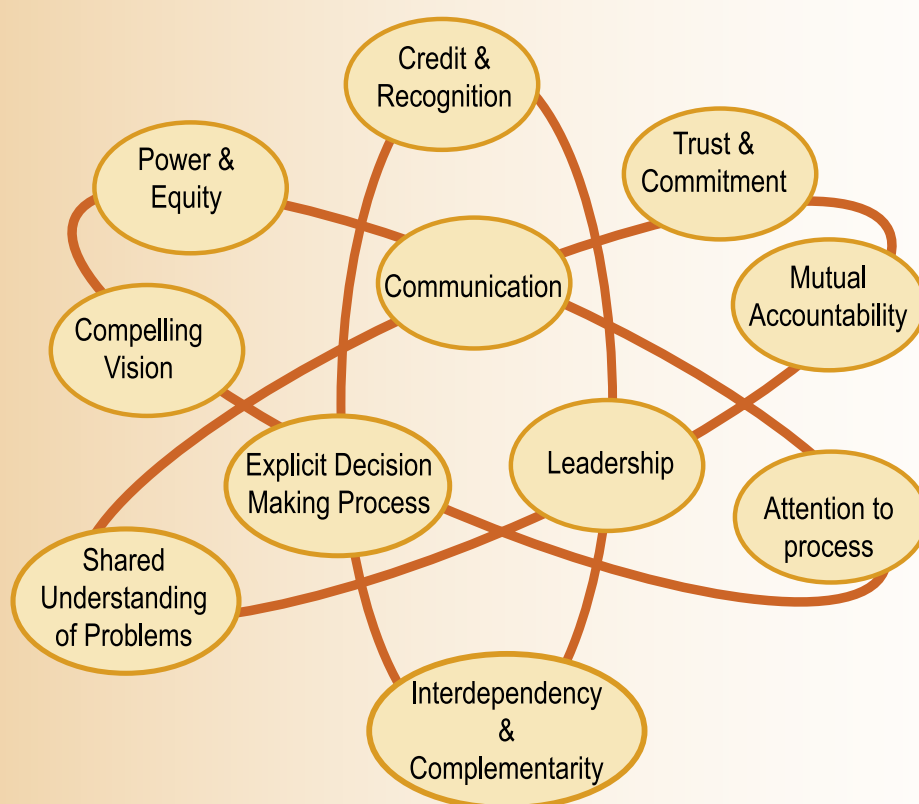 Credit &
Recognition
Power &
Equity
Trust &
Commitment
Communication
Mutual
Accountability
Compelling
Vision
Explicit Decision
Making Process
Leadership
Attention to
process
Shared
Understanding
of Problems
Interdependency
&
Complementarity